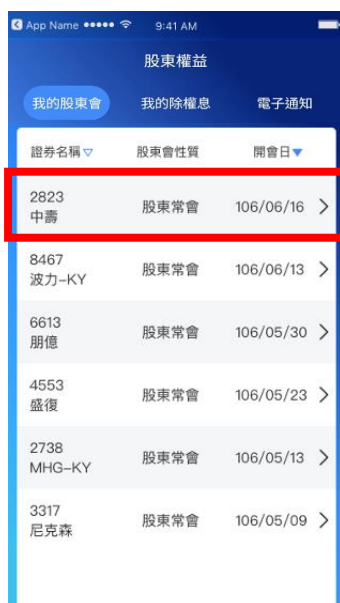 App Name 9:41 AM
股東權益
我的股東會 我的除權息 電子通知
證券名稱▽ 股東會性質 開會日▼
2823
中壽 股東常會 106/06/16 >
8467
波力-KY 股東常會 106/06/13 >
6613
朋億 股東常會 106/05/30 >
4553
盛復 股東常會 106/05/23 >
2738
MHG-KY 股東常會 106/05/13 >
3317
尼克森 股東常會 106/05/09 >